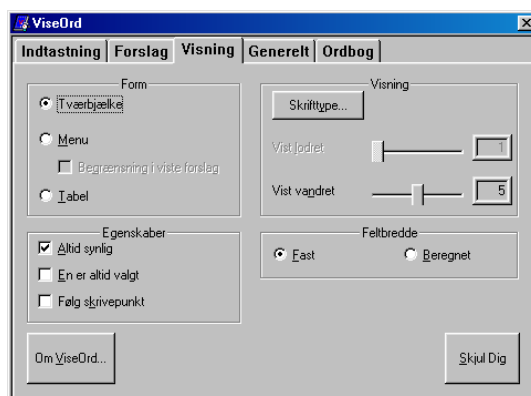 ViseOrd
Indtastning Forslag Visning Generelt Ordbog
Form
Tværbjælke
Menu
Begrænsning i viste forslag
Tabel
Visning
Skrifttype...
Vist lodret 1
Vist vandret 5
Egenskaber
Altid synlig
En er altid valgt
Følg skrivepunkt
Feltbredde
Fast Beregnet
Om ViseOrd...
Skjul Dig